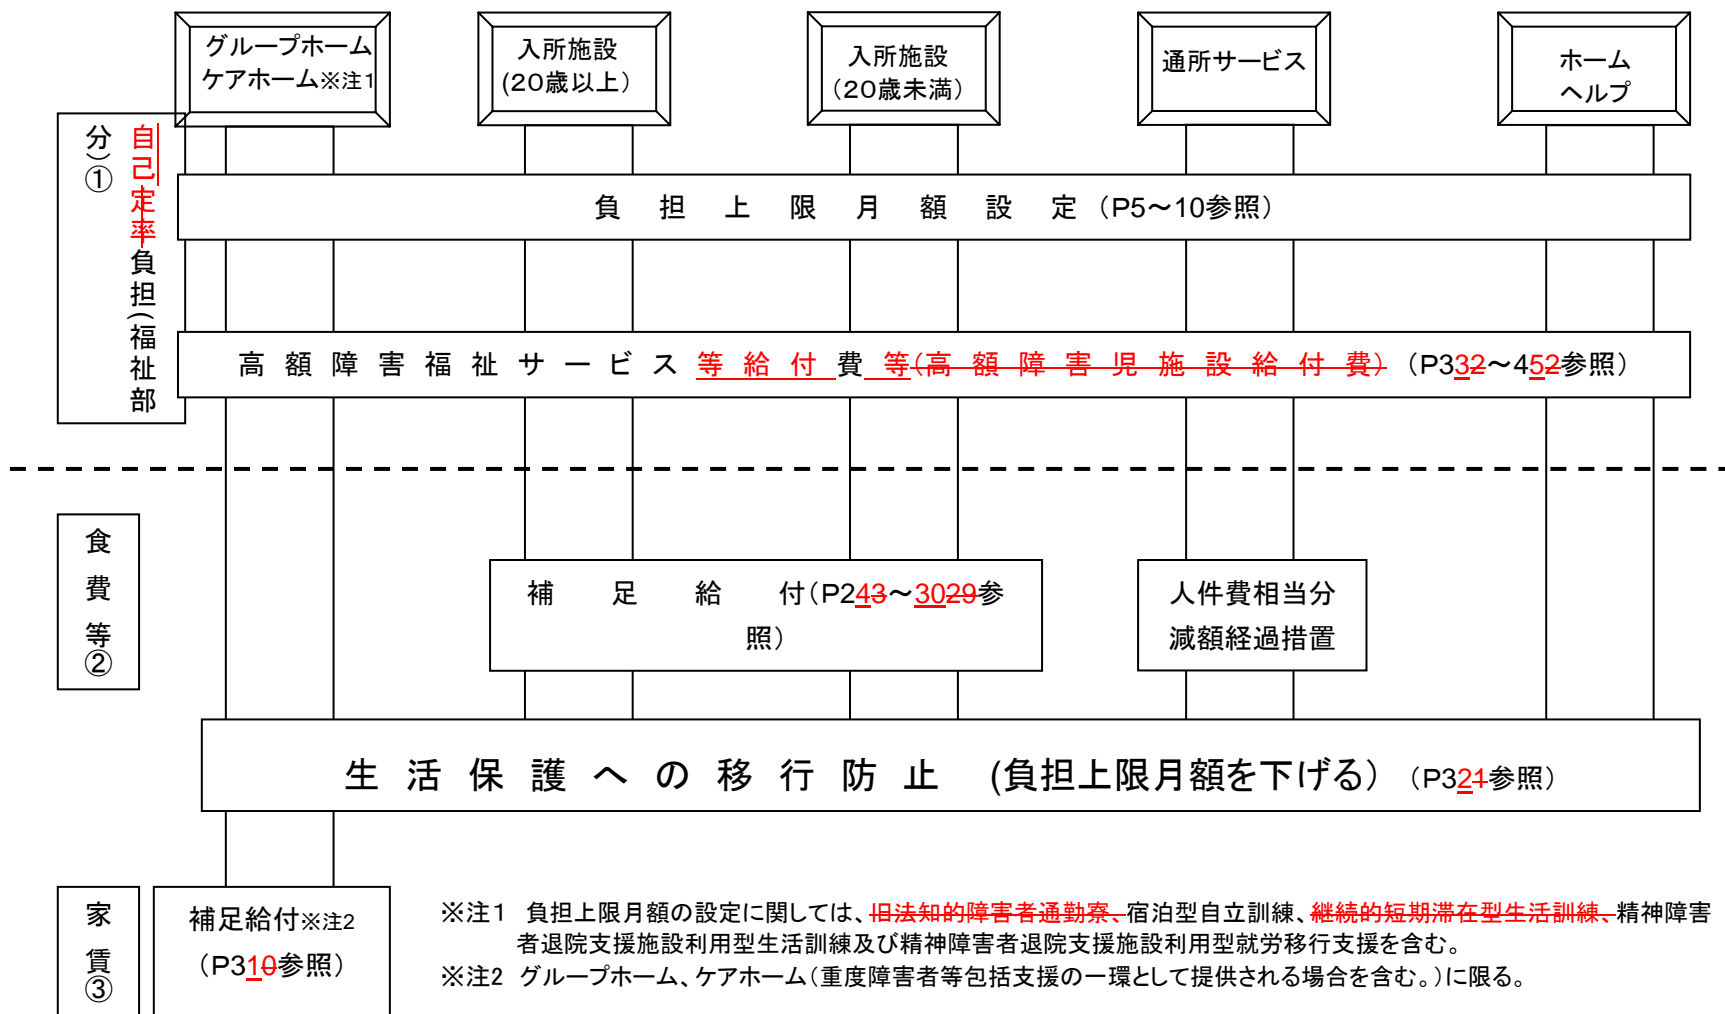 グループホーム
ケアホーム※注1
入所施設
(20歳以上)
入所施設
(20歳未満)
通所サービス
ホーム
ヘルプ
自己定率負担(福祉部
分)①
負担上限月額設定(P5～10参照)
高額障害福祉サービス等給付費等(高額障害児施設給付費)(P332～452参照)
食費等②
補足給付(P243～3029参
照)
人件費相当分
減額経過措置
生活保護への移行防止 (負担上限月額を下げる) (P321参照)
家賃③
補足給付※注2
(P310参照)
※注1 負担上限月額の設定に関しては、旧法知的障害者通勤寮、宿泊型自立訓練、継続的短期滞在型生活訓練、精神障害
者退院支援施設利用型生活訓練及び精神障害者退院支援施設利用型就労移行支援を含む。
※注2 グループホーム、ケアホーム(重度障害者等包括支援の一環として提供される場合を含む。)に限る。